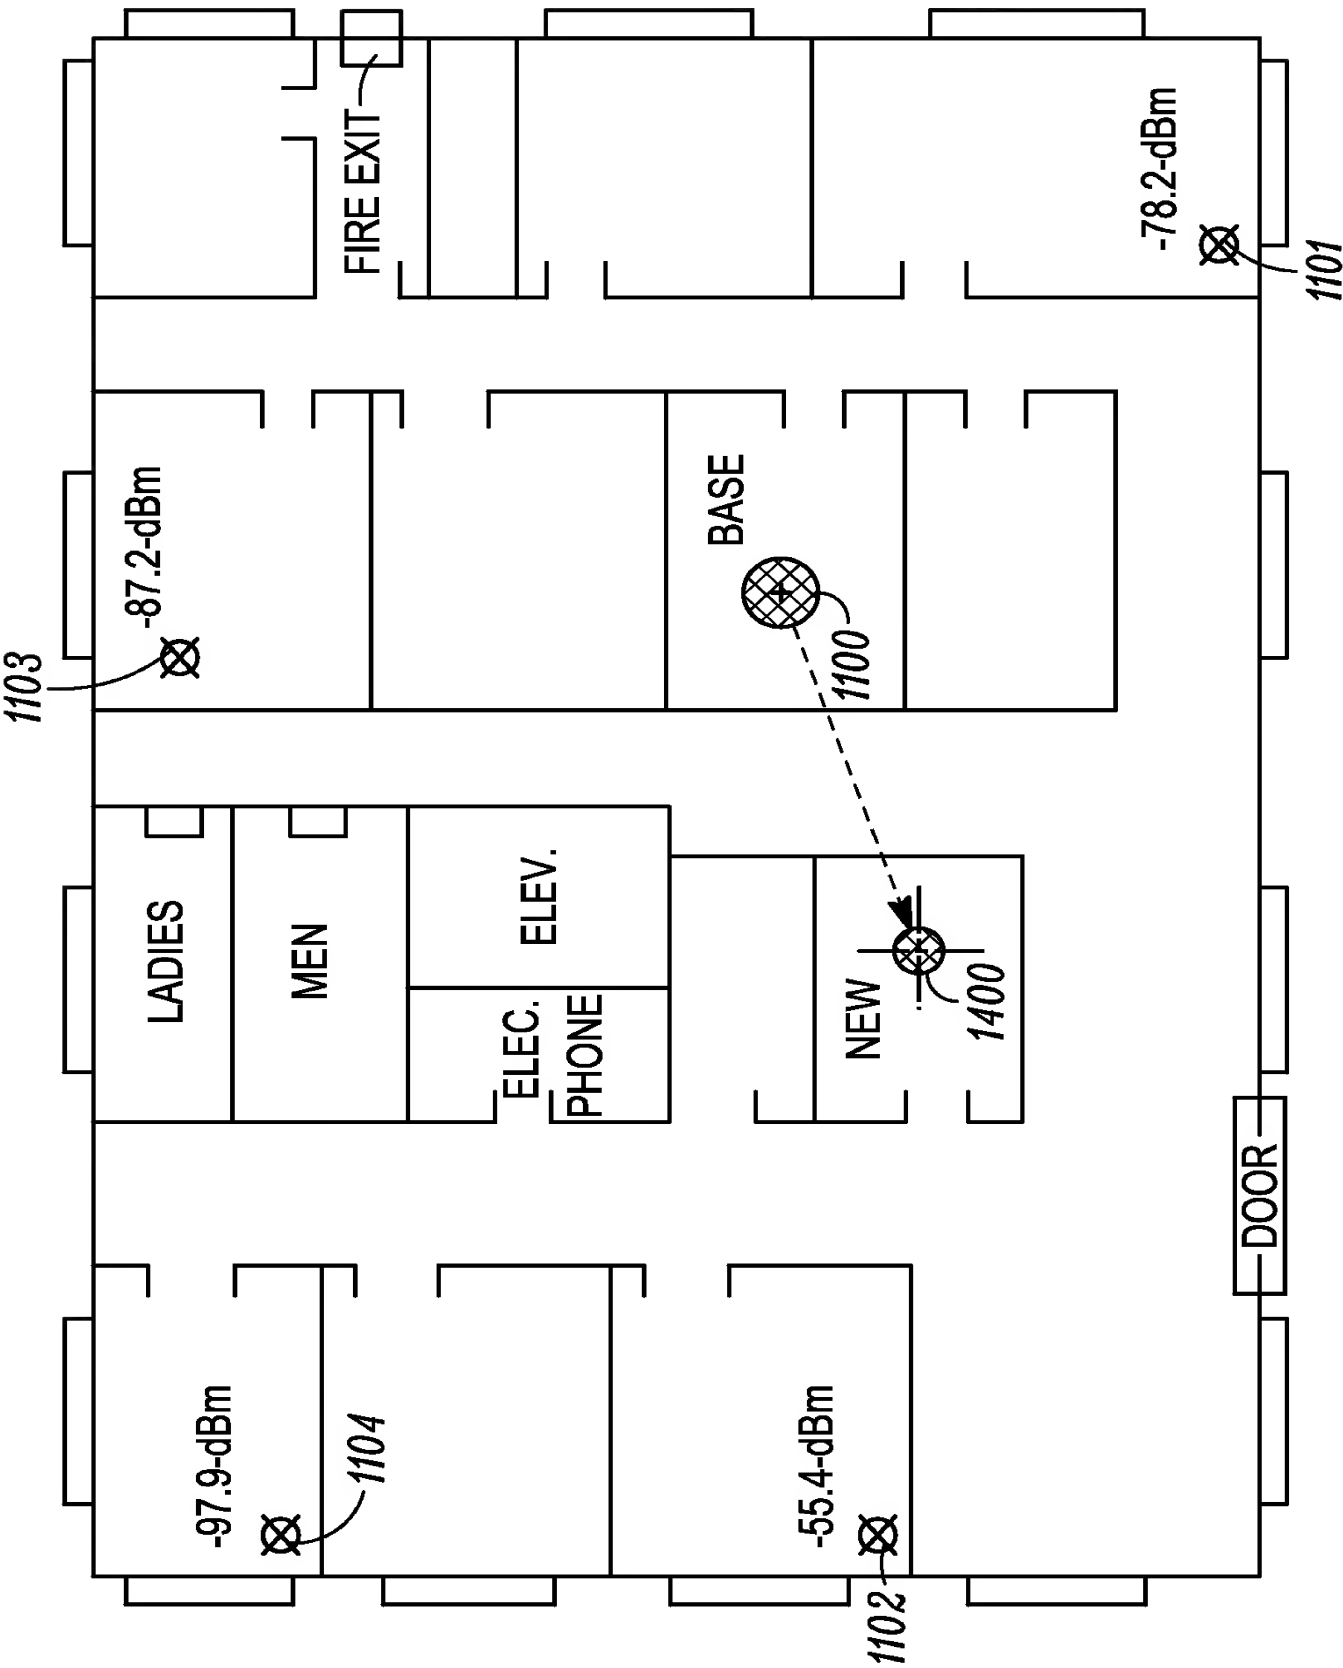 1103
LADIES
-87.2-dBm
-97.9-dBm
MEN
1104
FIRE EXIT
ELEC.
PHONE
ELEV.
BASE
-55.4-dBm
NEW
1100
1102
1400
-78.2-dBm
DOOR
1101